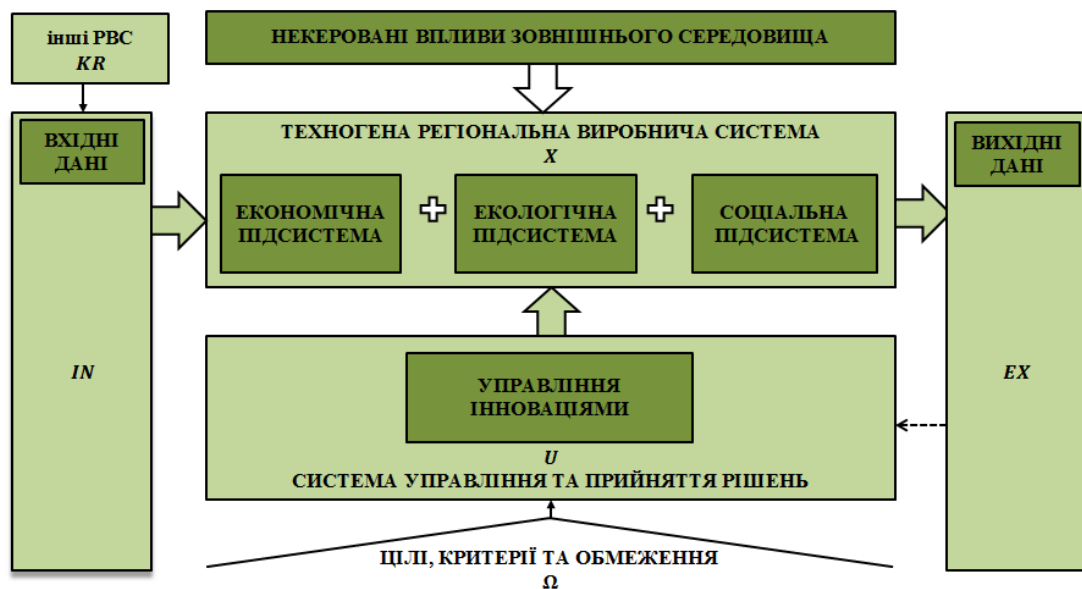 інші РВС
KR
НЕКЕРОВАНІ ВПЛИВИ ЗОВНІШНЬОГО СЕРЕДОВИЩА
ВХІДНІ
ДАНІ
IN
ТЕХНОГЕНА РЕГІОНАЛЬНА ВИРОБНИЧА СИСТЕМА
X
ЕКОНОМІЧНА
ПІДСИСТЕМА
ЕКОЛОГІЧНА
ПІДСИСТЕМА
СОЦІАЛЬНА
ПІДСИСТЕМА
ВИХІДНІ
ДАНІ
EX
УПРАВЛІННЯ
ІННОВАЦІЯМИ
U
СИСТЕМА УПРАВЛІННЯ ТА ПРИЙНЯТТЯ РІШЕНЬ
ЦІЛІ, КРИТЕРІЇ ТА ОБМЕЖЕННЯ
Ω